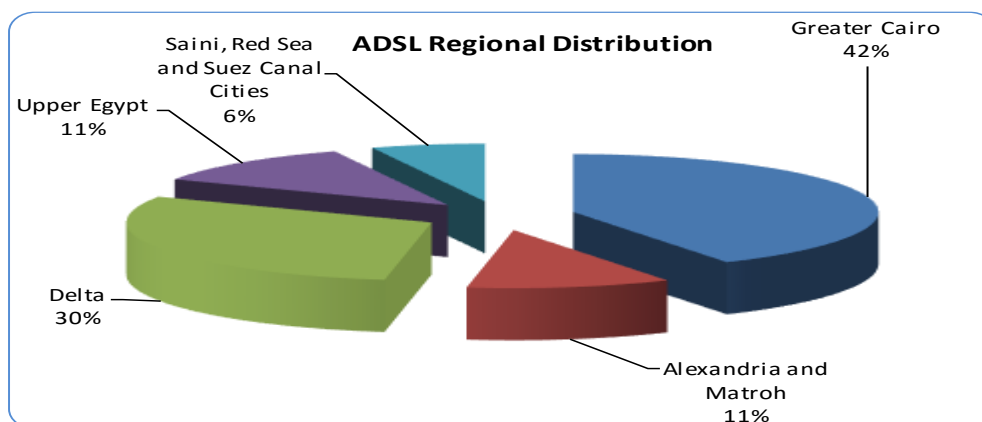 ADSL Regional Distribution
Greater Cairo
42%
Saini, Red Sea
and Suez Canal
Cities
6%
Upper Egypt
11%
Delta
30%
Alexandria and
Matroh
11%